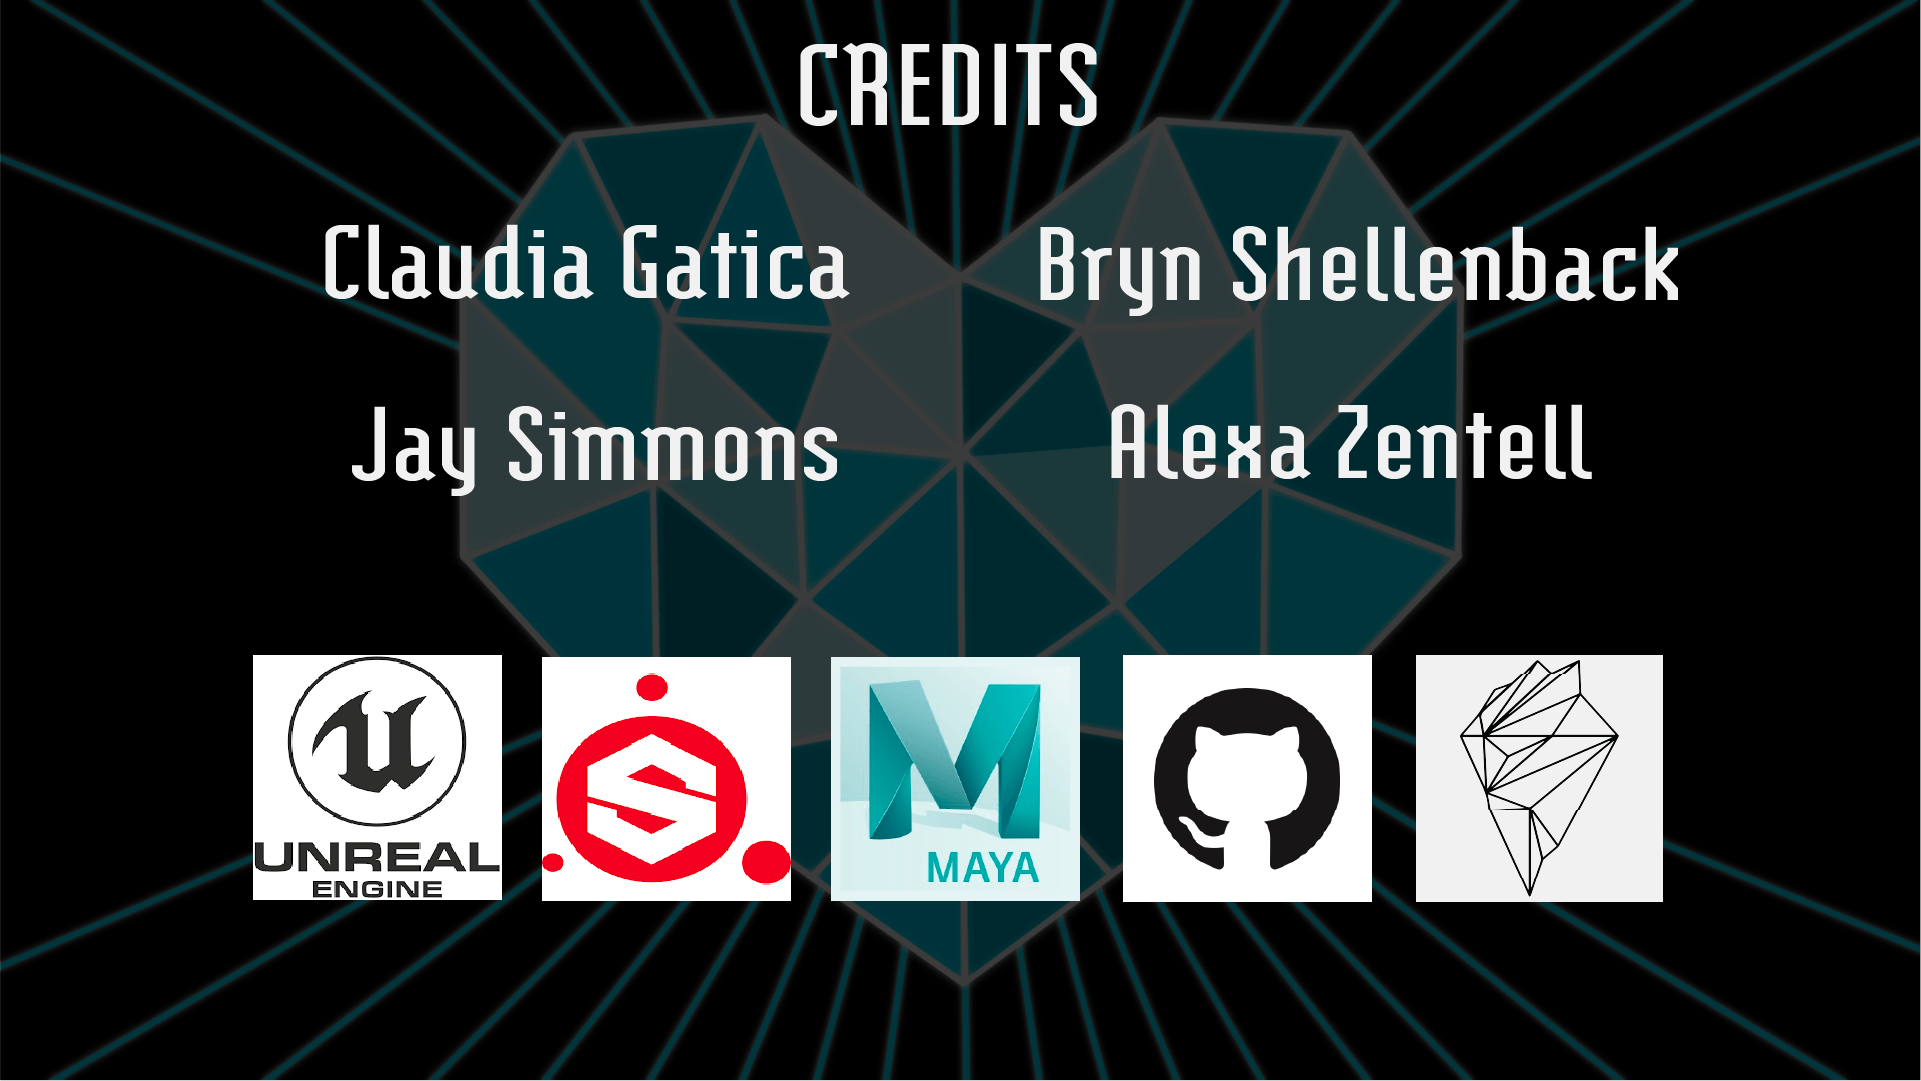 CREDITS
Claudia Gatica
Bryn Shellenback
Jay Simmons
Alexa Zentell
UNREAL
ENGINE
MAYA